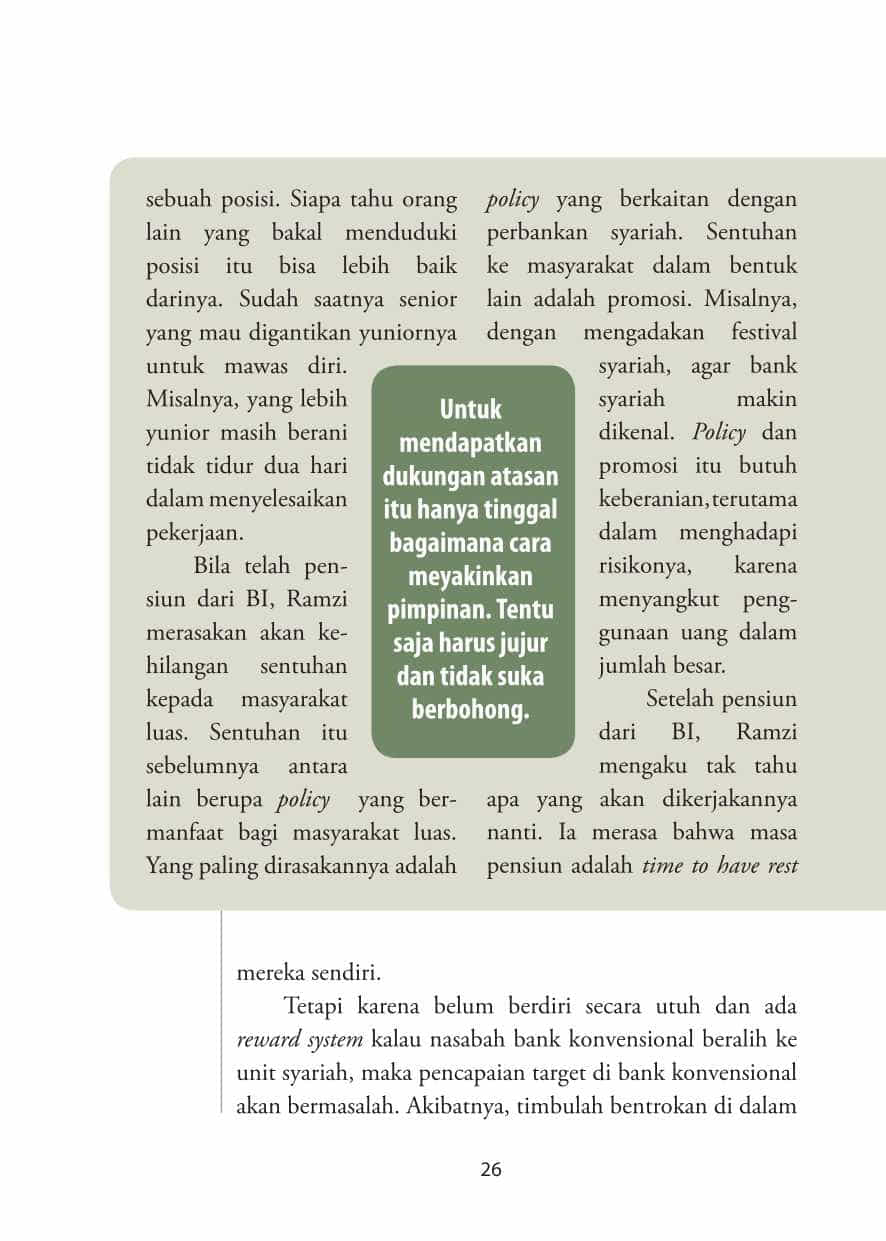 sebuah posisi. Siapa tahu orang
lain yang bakal menduduki
posisi itu bisa lebih baik
darinya. Sudah saatnya senior
yang mau digantikan yuniornya
untuk mawas diri.
Misalnya, yang lebih
yunior masih berani
tidak tidur dua hari
dalam menyelesaikan
pekerjaan.
Bila telah pen-
siun dari BI, Ramzi
merasakan akan ke-
hilangan sentuhan
kepada masyarakat
luas. Sentuhan itu
sebelumnya antara
lain berupa policy yang ber-
manfaat bagi masyarakat luas.
Yang paling dirasakannya adalah
policy yang berkaitan dengan
perbankan syariah. Sentuhan
ke masyarakat dalam bentuk
lain adalah promosi. Misalnya,
dengan mengadakan festival
syariah, agar bank
syariah makin
dikenal. Policy dan
promosi itu butuh
keberanian,terutama
dalam menghadapi
risikonya, karena
menyangkut peng-
gunaan uang dalam
jumlah besar.
Setelah pensiun
dari BI, Ramzi
mengaku tak tahu
apa yang akan dikerjakannya
nanti. Ia merasa bahwa masa
pensiun adalah time to have rest
Untuk
mendapatkan
dukungan atasan
itu hanya tinggal
bagaimana cara
meyakinkan
pimpinan. Tentu
saja harus jujur
dan tidak suka
berbohong.
mereka sendiri.
Tetapi karena belum berdiri secara utuh dan ada
reward system kalau nasabah bank konvensional beralih ke
unit syariah, maka pencapaian target di bank konvensional
akan bermasalah. Akibatnya, timbulah bentrokan di dalam
26